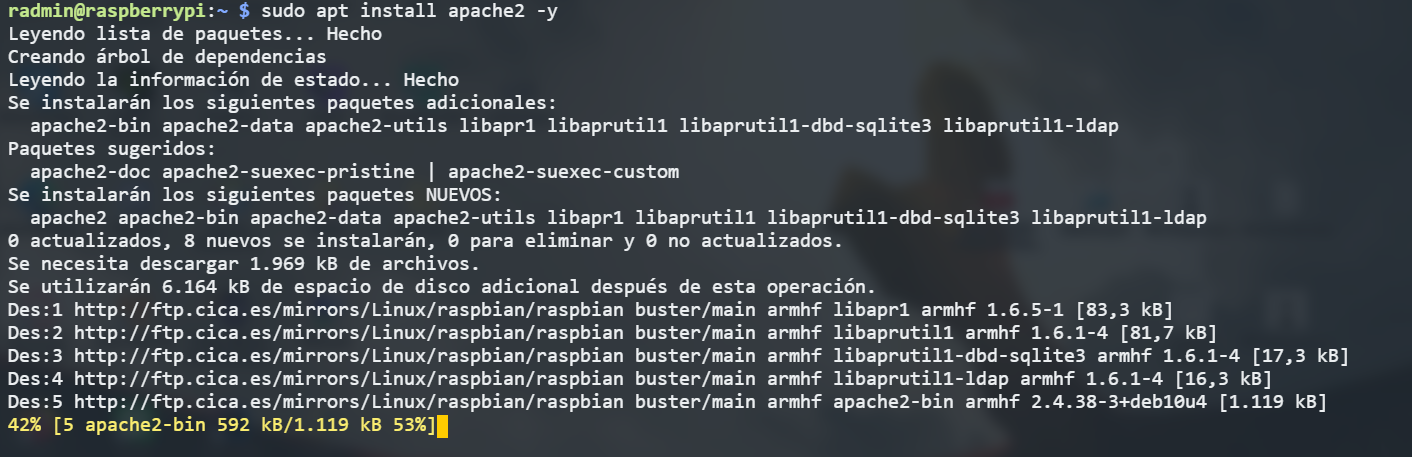 radmin@raspberrypi:~ $ sudo apt install apache2 -y
Leyendo lista de paquetes... Hecho
Creando árbol de dependencias
Leyendo la información de estado... Hecho
Se instalarán los siguientes paquetes adicionales:
  apache2-bin apache2-data apache2-utils libapr1 libaprutil1 libaprutil1-dbd-sqlite3 libaprutil1-ldap
Paquetes sugeridos:
  apache2-doc apache2-suexec-pristine | apache2-suexec-custom
Se instalarán los siguientes paquetes NUEVOS:
  apache2 apache2-bin apache2-data apache2-utils libapr1 libaprutil1 libaprutil1-dbd-sqlite3 libaprutil1-ldap
0 actualizados, 8 nuevos se instalarán, 0 para eliminar y 0 no actualizados.
Se necesita descargar 1.969 kB de archivos.
Se utilizarán 6.164 kB de espacio de disco adicional después de esta operación.
Des:1 http://ftp.cica.es/mirrors/Linux/raspbian/raspbian buster/main armhf libapr1 armhf 1.6.5-1 [83,3 kB]
Des:2 http://ftp.cica.es/mirrors/Linux/raspbian/raspbian buster/main armhf libaprutil1 armhf 1.6.1-4 [81,7 kB]
Des:3 http://ftp.cica.es/mirrors/Linux/raspbian/raspbian buster/main armhf libaprutil1-dbd-sqlite3 armhf 1.6.1-4 [17,3 kB]
Des:4 http://ftp.cica.es/mirrors/Linux/raspbian/raspbian buster/main armhf libaprutil1-ldap armhf 1.6.1-4 [16,3 kB]
Des:5 http://ftp.cica.es/mirrors/Linux/raspbian/raspbian buster/main armhf apache2-bin armhf 2.4.38-3+deb10u4 [1.119 kB]
42% [5 apache2-bin 592 kB/1.119 kB 53%]